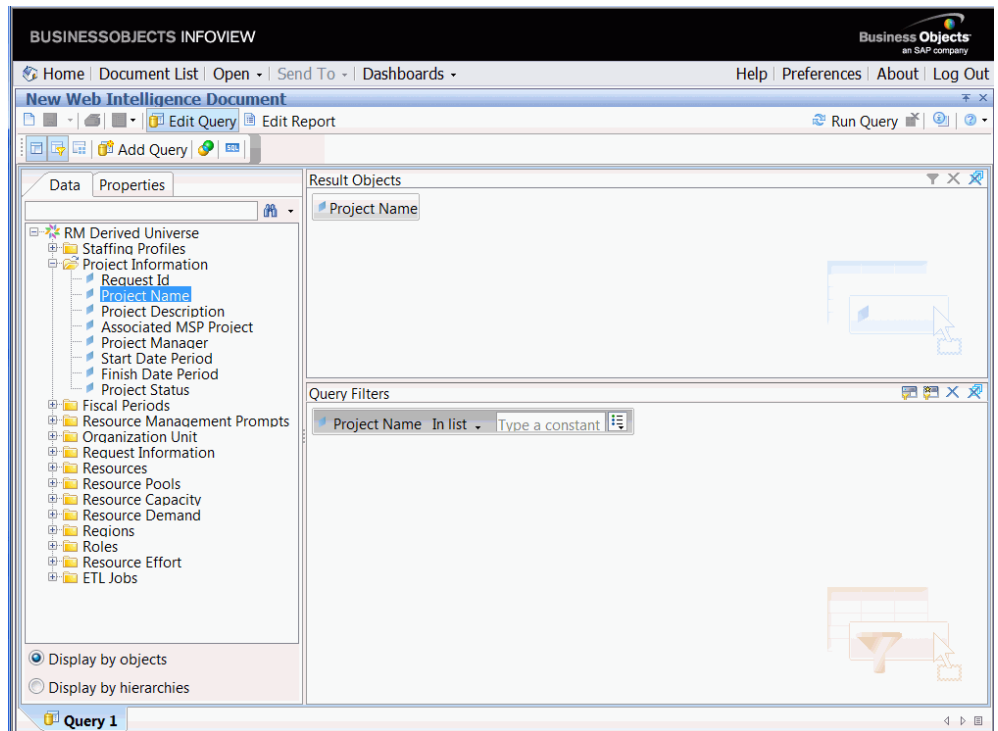 BUSINESSOBJECTS INFOVIEW
Business Objects
an SAP company
Home | Document List | Open | Send To | Dashboards
Help | Preferences | About | Log Out
New Web Intelligence Document
Edit Query Edit Report
Run Query
Add Query SQL
Data Properties
Result Objects
Project Name
RM Derived Universe
Staffing Profiles
Project Information
Request Id
Project Name
Project Description
Associated MSP Project
Project Manager
Start Date Period
Finish Date Period
Project Status
Fiscal Periods
Resource Management Prompts
Organization Unit
Request Information
Resources
Resource Pools
Resource Capacity
Resource Demand
Regions
Roles
Resource Effort
ETL Jobs
Query Filters
Project Name In list Type a constant
Display by objects
Display by hierarchies
Query 1